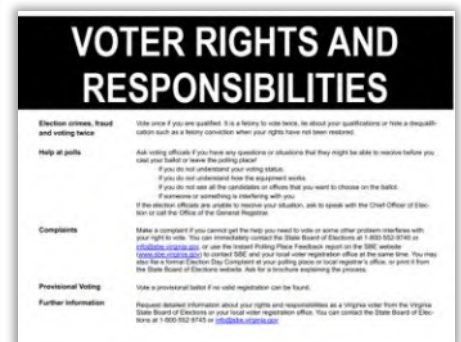 VOTER RIGHTS AND
RESPONSIBILITIES
Election crimes, fraud
and voting twice
Vote once if you are qualified. It is a felony to vote twice, lie about your qualifications or hide a disqualifi-
cation such as a felony conviction when your rights have not been restored.
Help at polls
Ask voting officials if you have any questions or situations that they might be able to resolve before you
cast your ballot or leave the polling place!
If you do not understand your voting status.
If you do not understand how the equipment works.
If you do not see all the candidates or offices that you want to choose on the ballot.
If someone or something is interfering with you
If the election officials are unable to resolve your situation, ask to speak with the Chief Officer of Elec-
tion or call the Office of the General Registrar.
Complaints
Make a complaint if you cannot get the help you need to vote or some other problem interferes with
your right to vote. You can immediately contact the State Board of Elections at 1-800-552-9745 or
info@sbe.virginia.gov, or use the Instant Polling Place Feedback report on the SBE website
(www.sbe.virginia.gov) to contact SBE and your local voter registration office at the same time. You may
also file a formal Election Day Complaint at your polling place or local registrar's office, or print it from
the State Board of Elections website. Ask for a brochure explaining the process.
Provisional Voting
Vote a provisional ballot if no valid registration can be found.
Further information
Request detailed information about your rights and responsibilities as a Virginia voter from the Virginia
State Board of Elections or your local voter registration office. You can contact the State Board of Elec-
tions at 1-800-552-9745 or info@sbe.virginia.gov